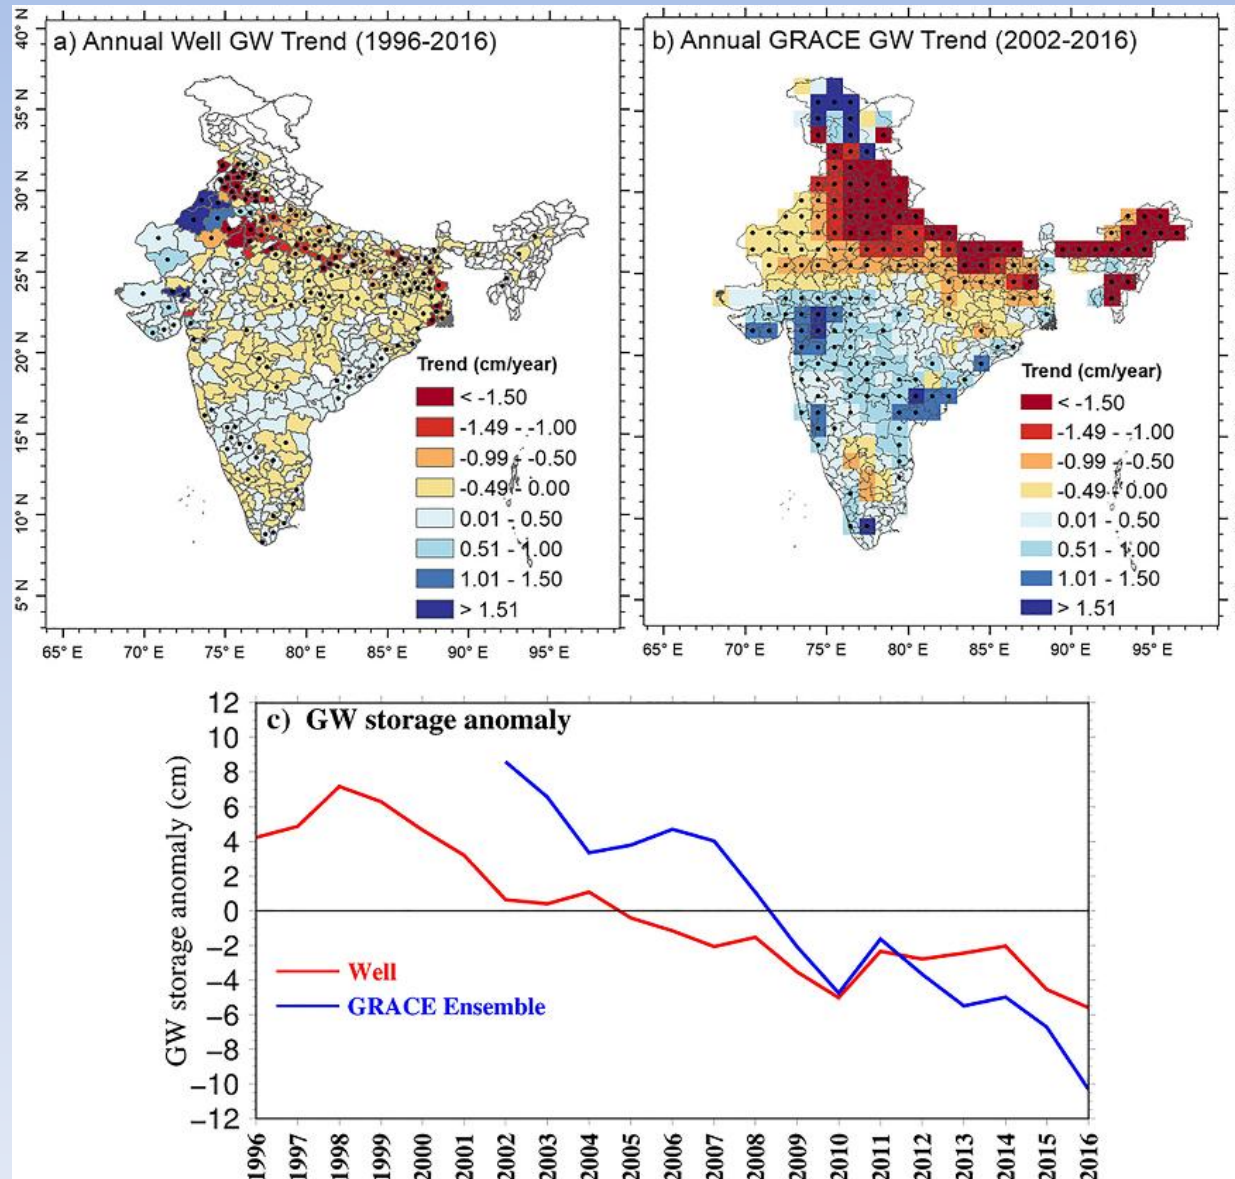 a) Annual Well GW Trend (1996-2016)
40° N
35° N
30° N
25° N
20° N
15° N
10° N
5° N
65° E 70° E 75° E 80° E 85° E 90° E 95° E
Trend (cm/year)
< -1.50
-1.49 - -1.00
-0.99 - -0.50
-0.49 - 0.00
0.01 - 0.50
0.51 - 1.00
1.01 - 1.50
> 1.51
b) Annual GRACE GW Trend (2002-2016)
65° E 70° E 75° E 80° E 85° E 90° E 95° E
Trend (cm/year)
< -1.50
-1.49 - -1.00
-0.99 - -0.50
-0.49 - 0.00
0.01 - 0.50
0.51 - 1.00
1.01 - 1.50
> 1.51
c) GW storage anomaly
GW storage anomaly (cm)
12
10
8
6
4
2
0
−2
−4
−6
−8
−10
−12
Well
GRACE Ensemble
1996 1997 1998 1999 2000 2001 2002 2003 2004 2005 2006 2007 2008 2009 2010 2011 2012 2013 2014 2015 2016